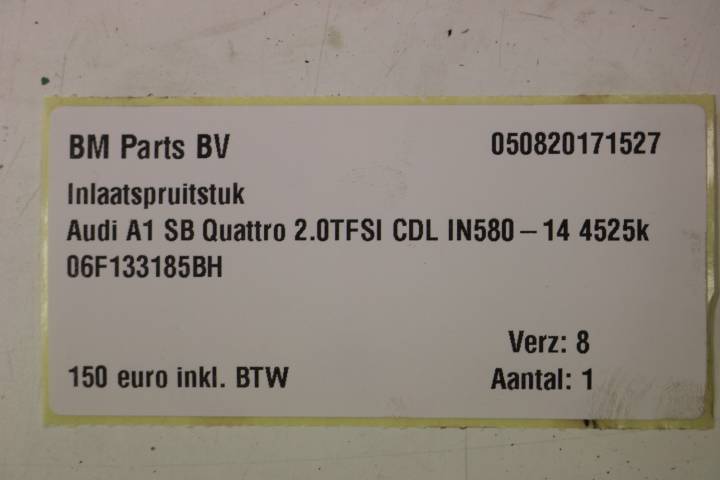 BM Parts BV 050820171527
Inlaatspruitstuk
Audi A1 SB Quattro 2.0TFSI CDL IN580 – 14 4525k
06F133185BH
Verz: 8
150 euro inkl. BTW Aantal: 1